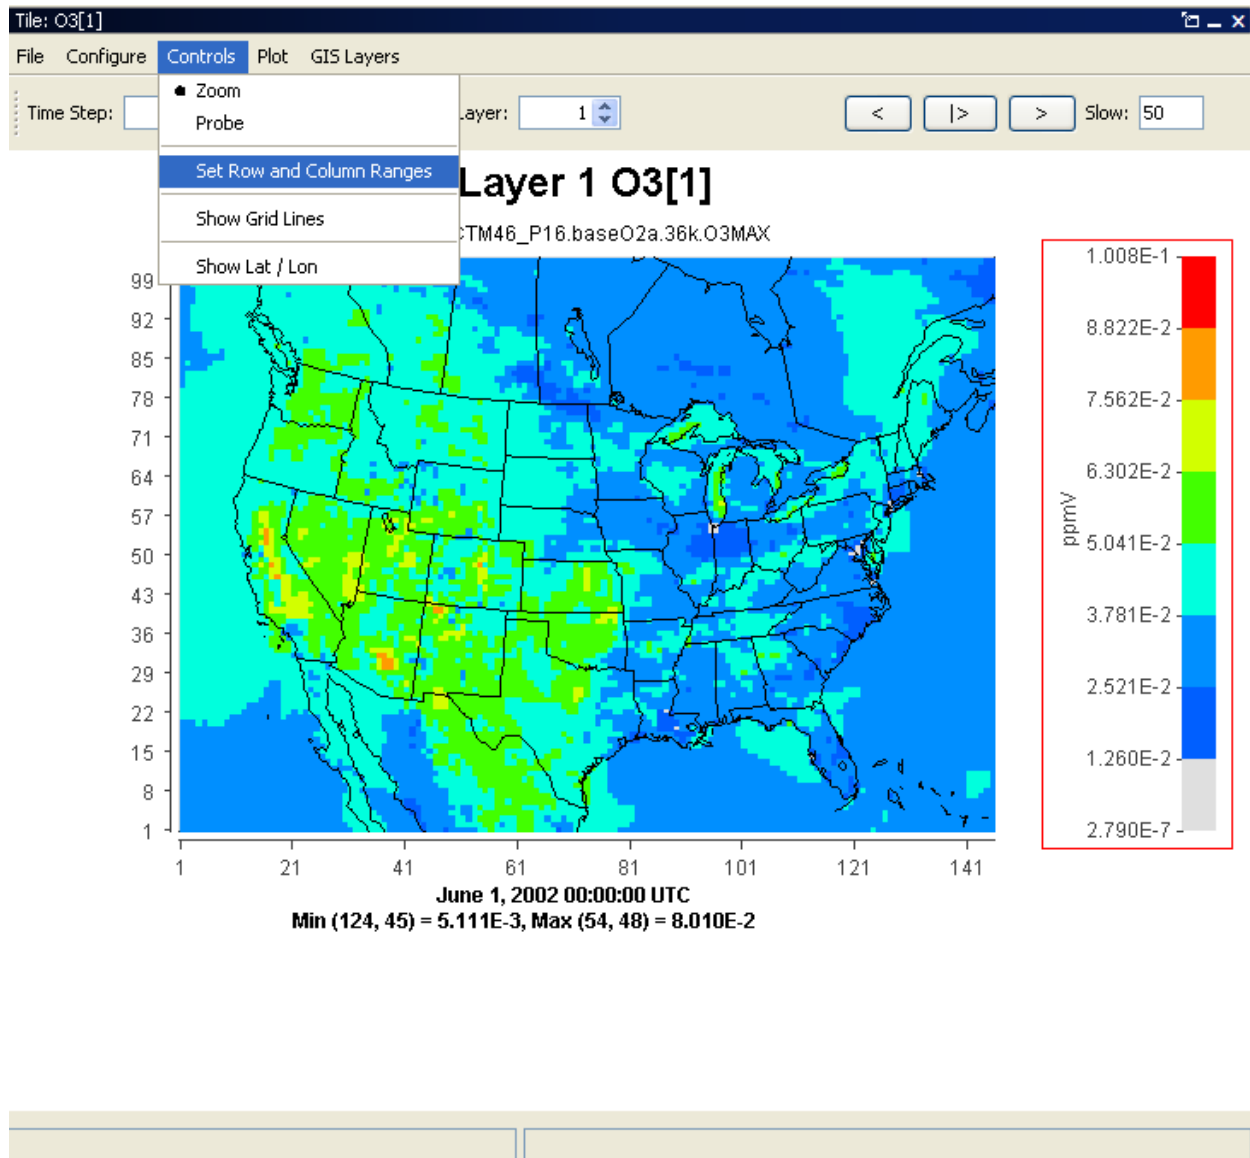 Tile: O3[1]
File Configure Controls Plot GIS Layers
Zoom
Probe
Set Row and Column Ranges
Show Grid Lines
Show Lat / Lon
Time Step:
ayer: 1
< |> > Slow: 50
Layer 1 O3[1]
CTM46_P16.baseO2a.36k.O3MAX
99
92
85
78
71
64
57
50
43
36
29
22
15
8
1
1 21 41 61 81 101 121 141
June 1, 2002 00:00:00 UTC
Min (124, 45) = 5.111E-3, Max (54, 48) = 8.010E-2
ppmV
1.008E-1
8.822E-2
7.562E-2
6.302E-2
5.041E-2
3.781E-2
2.521E-2
1.260E-2
2.790E-7